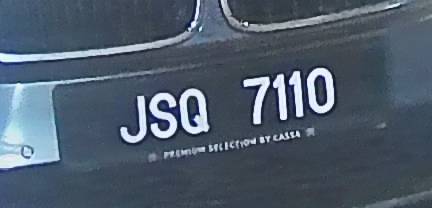 JSQ 7110
PREMIUM SELECTION BY CASSA